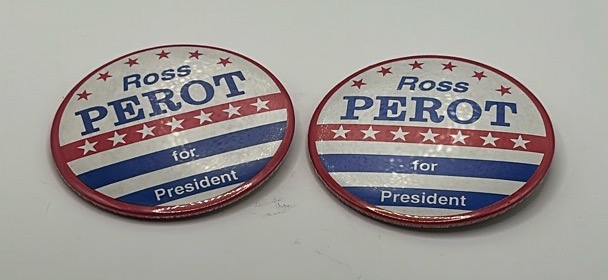 Ross
PEROT
for
President
Ross
PEROT
for
President